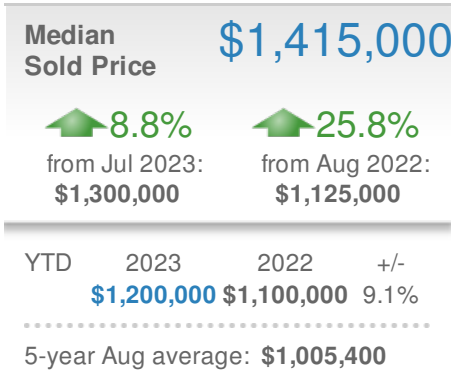 Median $1,415,000
Sold Price
8.8% 25.8%
from Jul 2023: from Aug 2022:
$1,300,000 $1,125,000
YTD 2023 2022 +/-
$1,200,000 $1,100,000 9.1%
5-year Aug average: $1,005,400